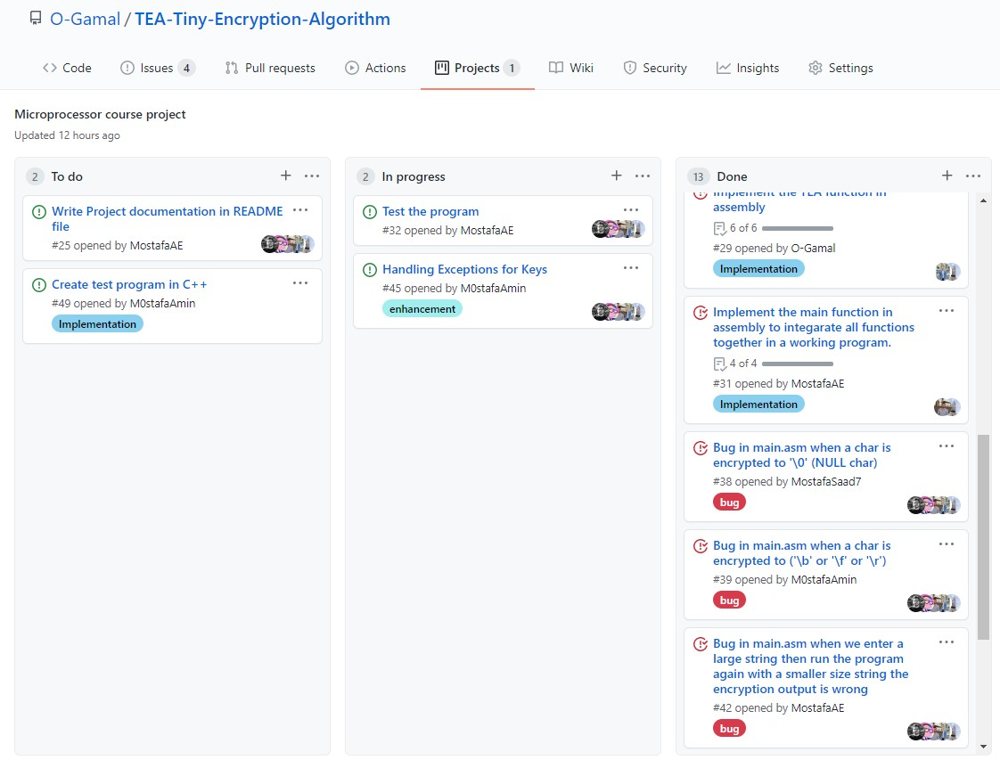 O-Gamal / TEA-Tiny-Encryption-Algorithm
Code
Issues 4
Pull requests
Actions
Projects 1
Wiki
Security
Insights
Settings
Microprocessor course project
Updated 12 hours ago
2 To do
Write Project documentation in README
file
#25 opened by MostafaAE
Create test program in C++
#49 opened by M0stafaAmin
Implementation
2 In progress
Test the program
#32 opened by MostafaAE
Handling Exceptions for Keys
#45 opened by M0stafaAmin
enhancement
13 Done
Implement the TEA function in
assembly
6 of 6
#29 opened by O-Gamal
Implementation
Implement the main function in
assembly to integarate all functions
together in a working program.
4 of 4
#31 opened by MostafaAE
Implementation
Bug in main.asm when a char is
encrypted to '\0' (NULL char)
#38 opened by MostafaSaad7
bug
Bug in main.asm when a char is
encrypted to ('\b' or '\f' or '\r')
#39 opened by M0stafaAmin
bug
Bug in main.asm when we enter a
large string then run the program
again with a smaller size string the
encryption output is wrong
#42 opened by MostafaAE
bug